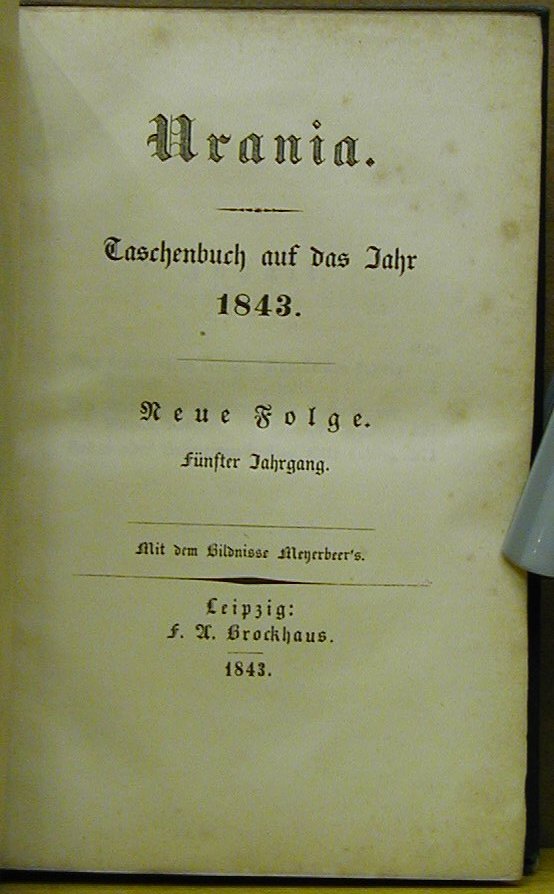 Urania.
Taschenbuch auf das Jahr
1843.
Neue Folge.
Fünfter Jahrgang.
Mit dem Bildnisse Meyerbeer's.
Leipzig:
F. A. Brockhaus.
1843.